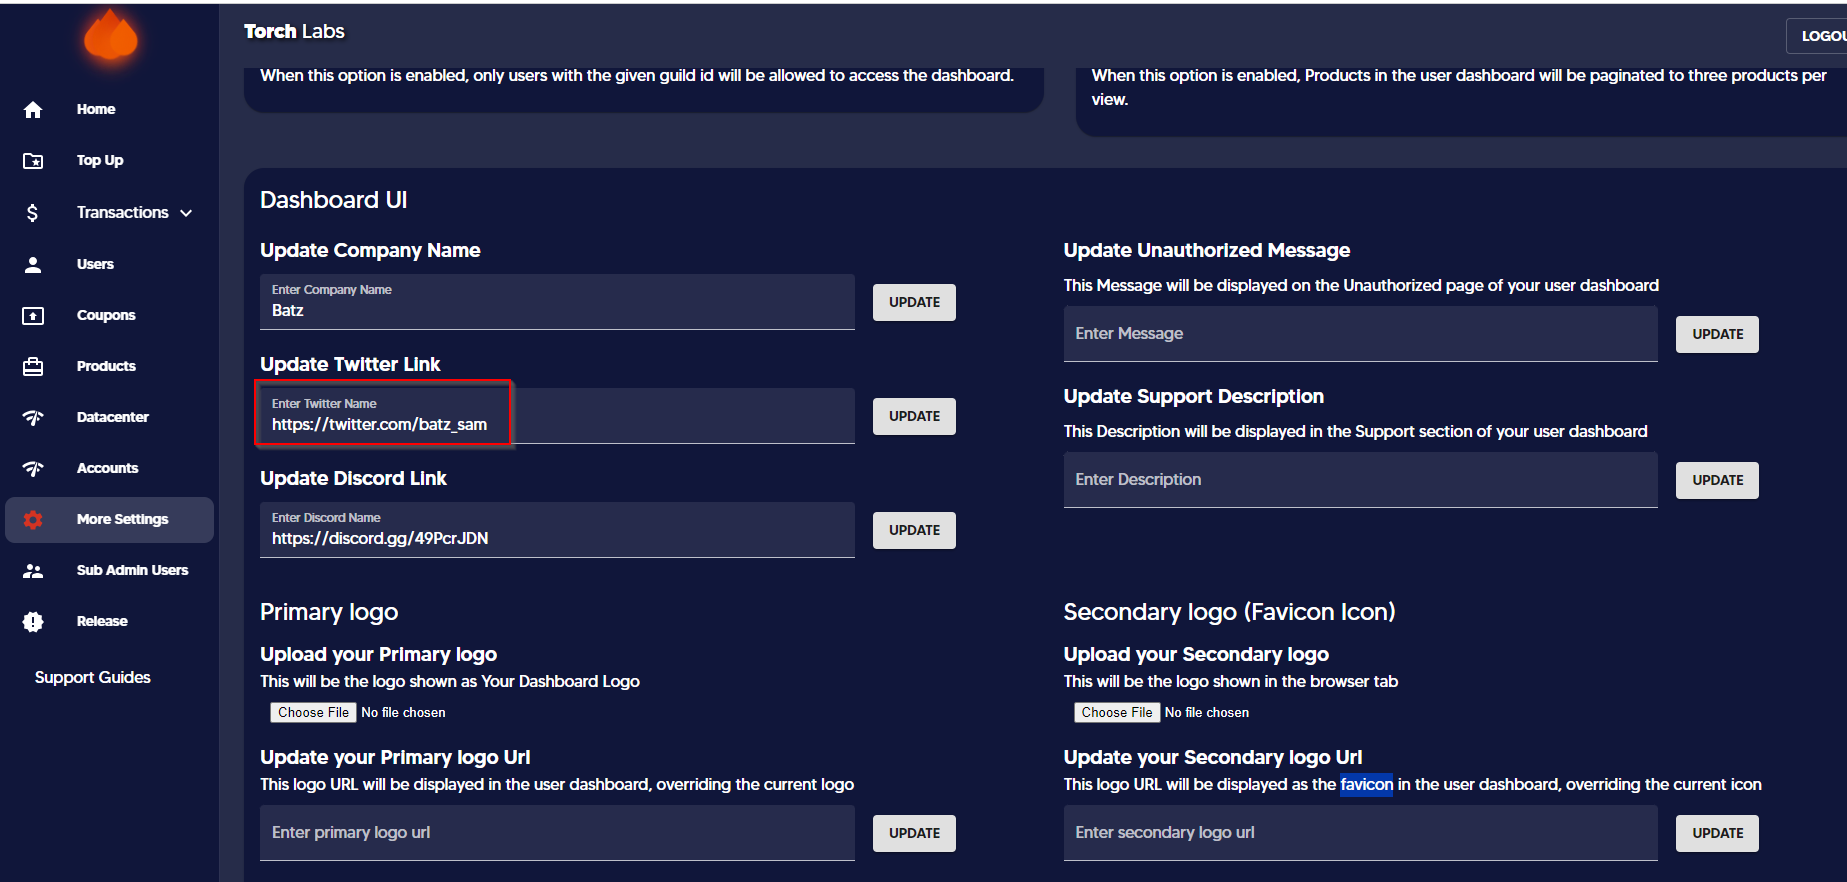 Torch Labs
LOGOU
Home
Top Up
Transactions
Users
Coupons
Products
Datacenter
Accounts
More Settings
Sub Admin Users
Release
Support Guides
When this option is enabled, only users with the given guild id will be allowed to access the dashboard.
When this option is enabled, Products in the user dashboard will be paginated to three products per
view.
Dashboard UI
Update Company Name
Enter Company Name
Batz
UPDATE
Update Twitter Link
Enter Twitter Name
https://twitter.com/batz_sam
UPDATE
Update Discord Link
Enter Discord Name
https://discord.gg/49PcrJDN
UPDATE
Update Unauthorized Message
This Message will be displayed on the Unauthorized page of your user dashboard
Enter Message
UPDATE
Update Support Description
This Description will be displayed in the Support section of your user dashboard
Enter Description
UPDATE
Primary logo
Upload your Primary logo
This will be the logo shown as Your Dashboard Logo
Choose File No file chosen
Update your Primary logo Url
This logo URL will be displayed in the user dashboard, overriding the current logo
Enter primary logo url
UPDATE
Secondary logo (Favicon Icon)
Upload your Secondary logo
This will be the logo shown in the browser tab
Choose File No file chosen
Update your Secondary logo Url
This logo URL will be displayed as the favicon in the user dashboard, overriding the current icon
Enter secondary logo url
UPDATE